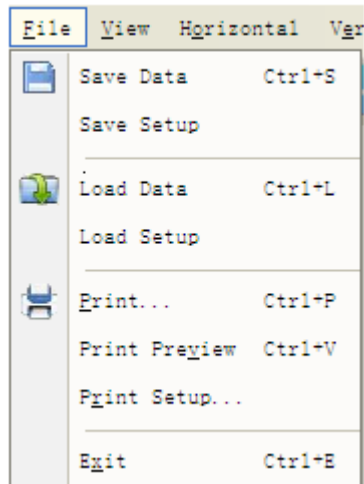 File View Horizontal Ver
Save Data Ctrl+S
Save Setup
Load Data Ctrl+L
Load Setup
Print... Ctrl+P
Print Preview Ctrl+V
Print Setup...
Exit Ctrl+E